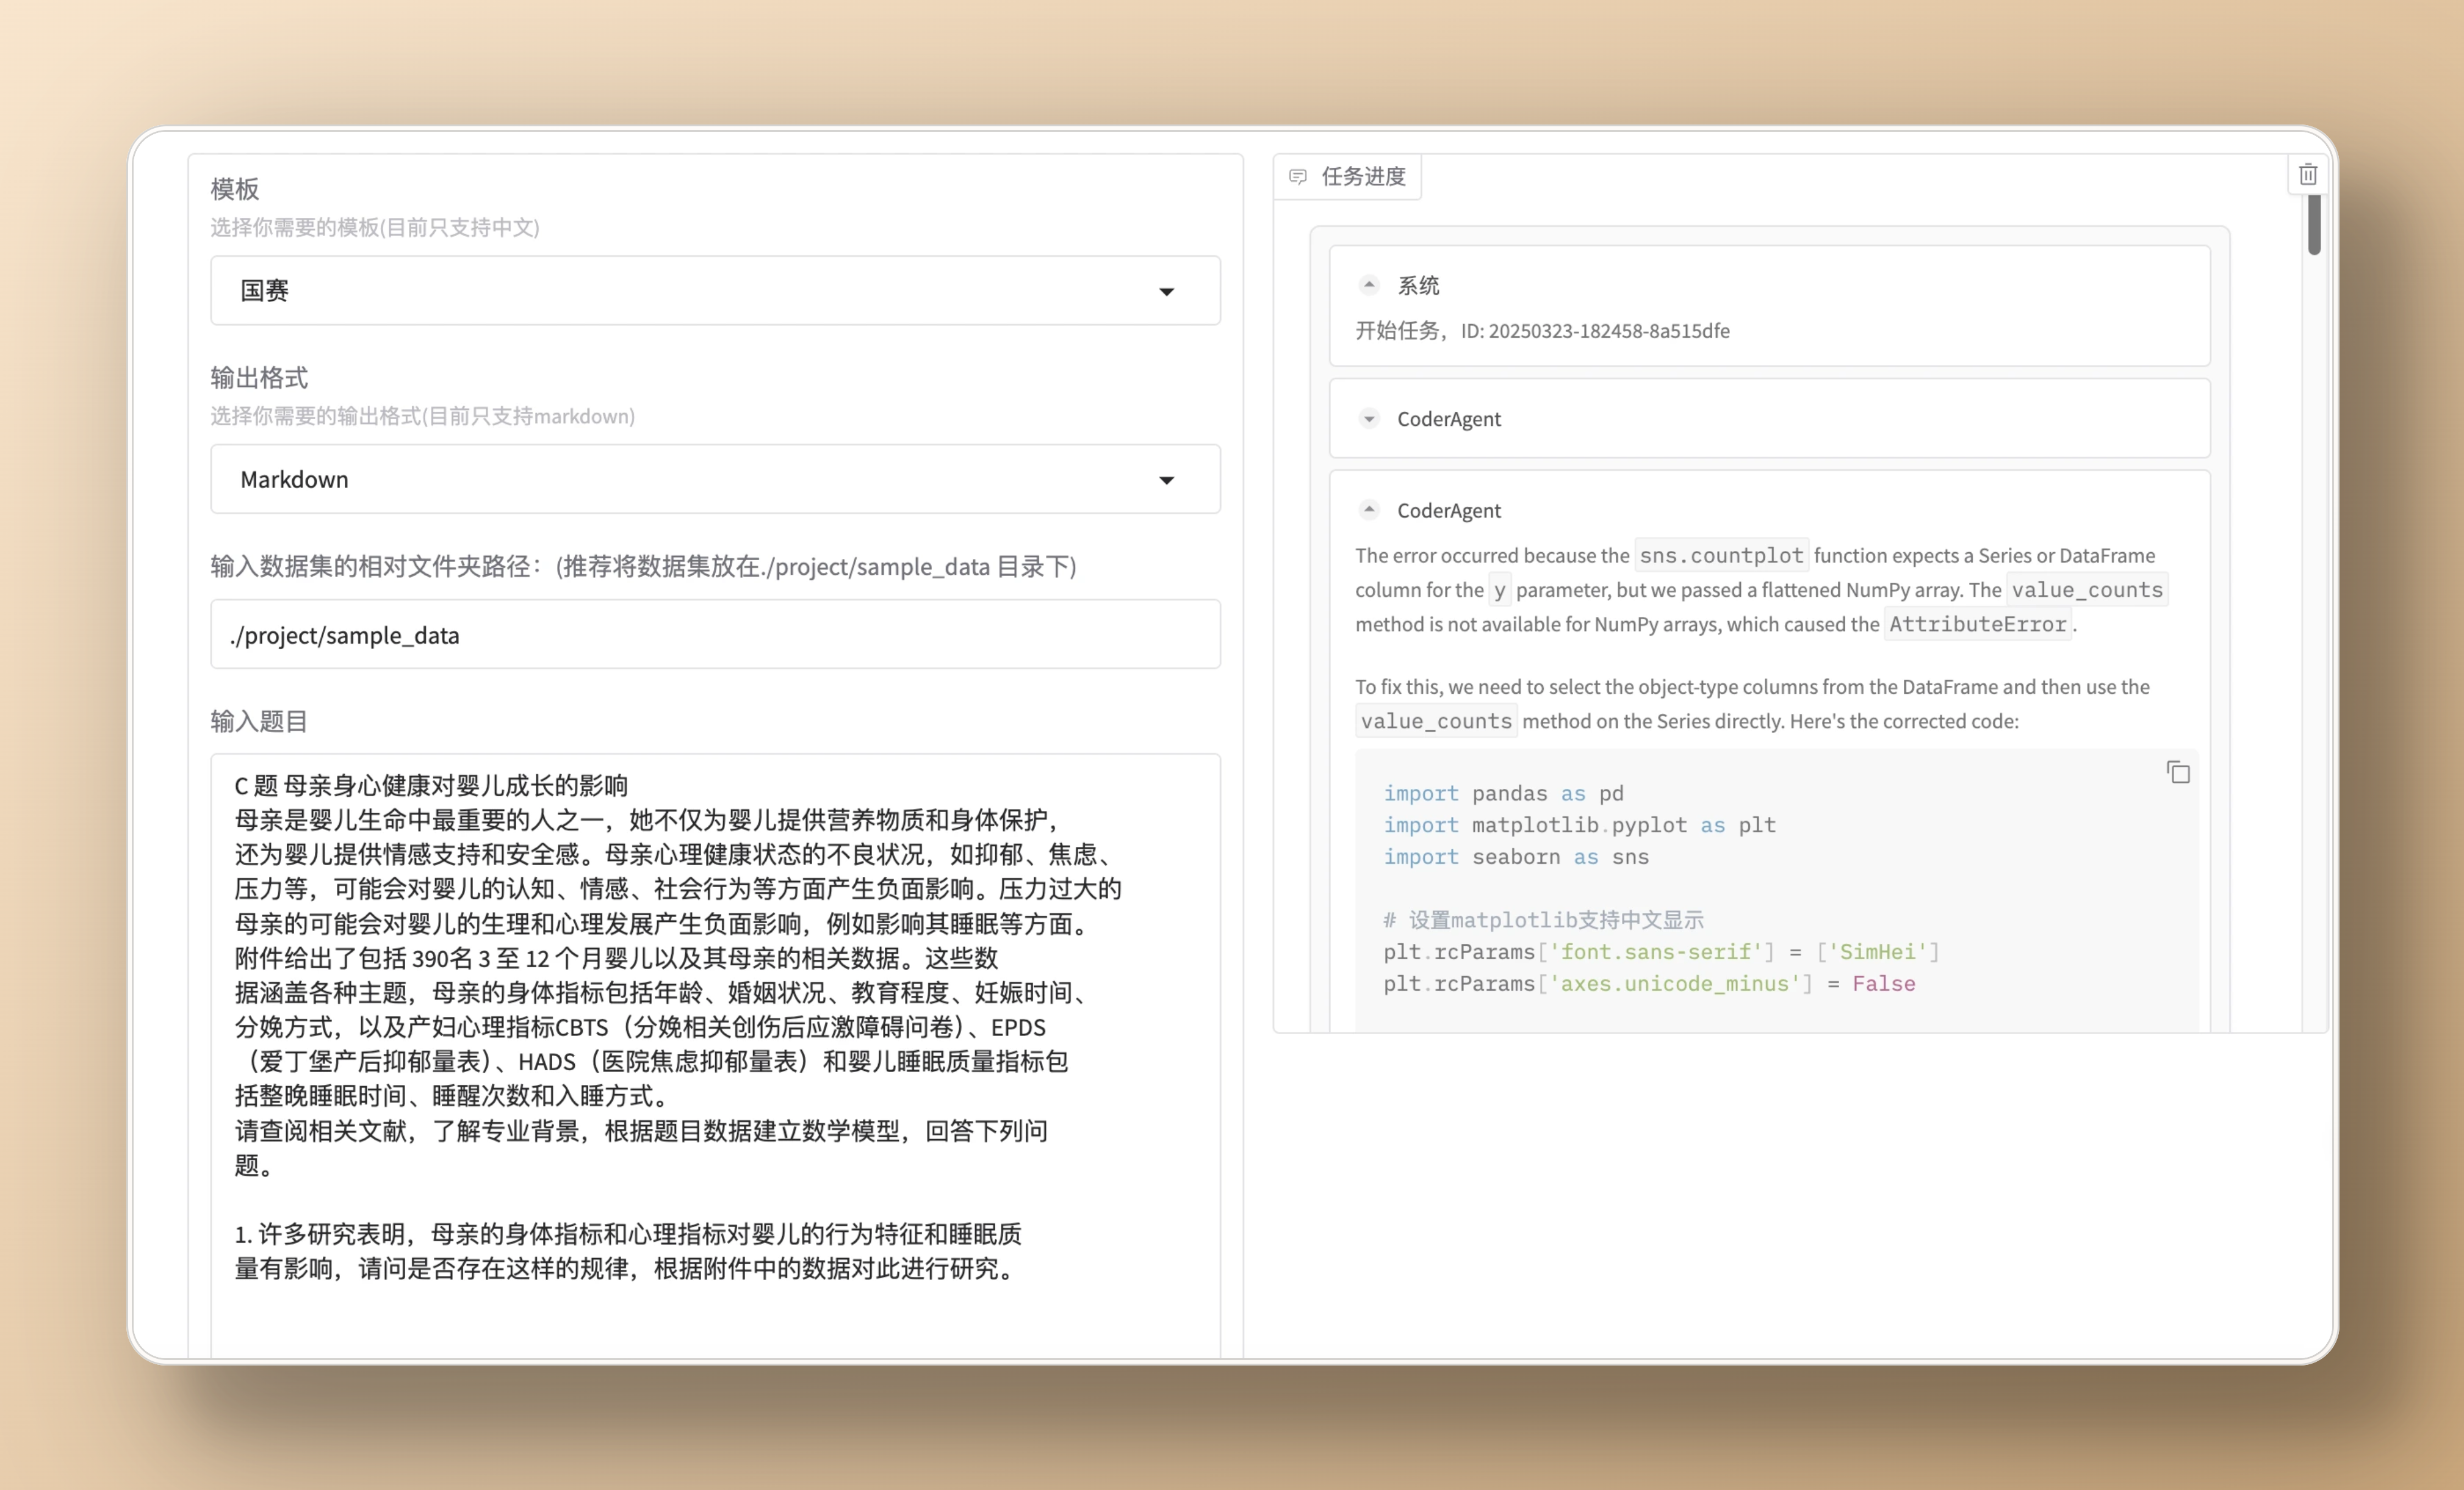 模板
选择你需要的模板(目前只支持中文)
国赛
输出格式
选择你需要的输出格式(目前只支持markdown)
Markdown
输入数据集的相对文件夹路径：(推荐将数据集放在./project/sample_data 目录下)
./project/sample_data
输入题目
C 题 母亲身心健康对婴儿成长的影响
母亲是婴儿生命中最重要的人之一，她不仅为婴儿提供营养物质和身体保护，
还为婴儿提供情感支持和安全感。母亲心理健康状态的不良状况，如抑郁、焦虑、
压力等，可能会对婴儿的认知、情感、社会行为等方面产生负面影响。压力过大的
母亲的可能会对婴儿的生理和心理发展产生负面影响，例如影响其睡眠等方面。
附件给出了包括 390名 3 至 12 个月婴儿以及其母亲的相关数据。这些数
据涵盖各种主题，母亲的身体指标包括年龄、婚姻状况、教育程度、妊娠时间、
分娩方式，以及产妇心理指标CBTS（分娩相关创伤后应激障碍问卷）、EPDS
（爱丁堡产后抑郁量表）、HADS（医院焦虑抑郁量表）和婴儿睡眠质量指标包
括整晚睡眠时间、睡醒次数和入睡方式。
请查阅相关文献，了解专业背景，根据题目数据建立数学模型，回答下列问
题。
1. 许多研究表明，母亲的身体指标和心理指标对婴儿的行为特征和睡眠质
量有影响，请问是否存在这样的规律，根据附件中的数据对此进行研究。
任务进度
系统
开始任务，ID: 20250323-182458-8a515dfe
CoderAgent
CoderAgent
The error occurred because the sns.countplot function expects a Series or DataFrame
column for the y parameter, but we passed a flattened NumPy array. The value_counts
method is not available for NumPy arrays, which caused the AttributeError.
To fix this, we need to select the object-type columns from the DataFrame and then use the
value_counts method on the Series directly. Here's the corrected code:
import pandas as pd
import matplotlib.pyplot as plt
import seaborn as sns
# 设置matplotlib支持中文显示
plt.rcParams['font.sans-serif'] = ['SimHei']
plt.rcParams['axes.unicode_minus'] = False